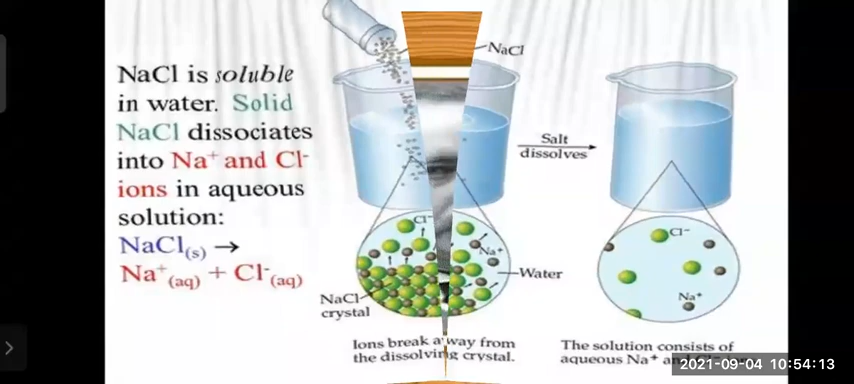 NaCl is soluble
in water. Solid
NaCl dissociates
into Na⁺ and Cl⁻
ions in aqueous
solution:
NaCl(s) →
Na⁺(aq) + Cl⁻(aq)
NaCl
Salt
dissolves
Cl⁻
Na⁺
Water
NaCl
crystal
Ions break away from
the dissolving crystal.
Cl⁻
Na⁺
The solution consists of
aqueous Na⁺
2021-09-04 10:54:13